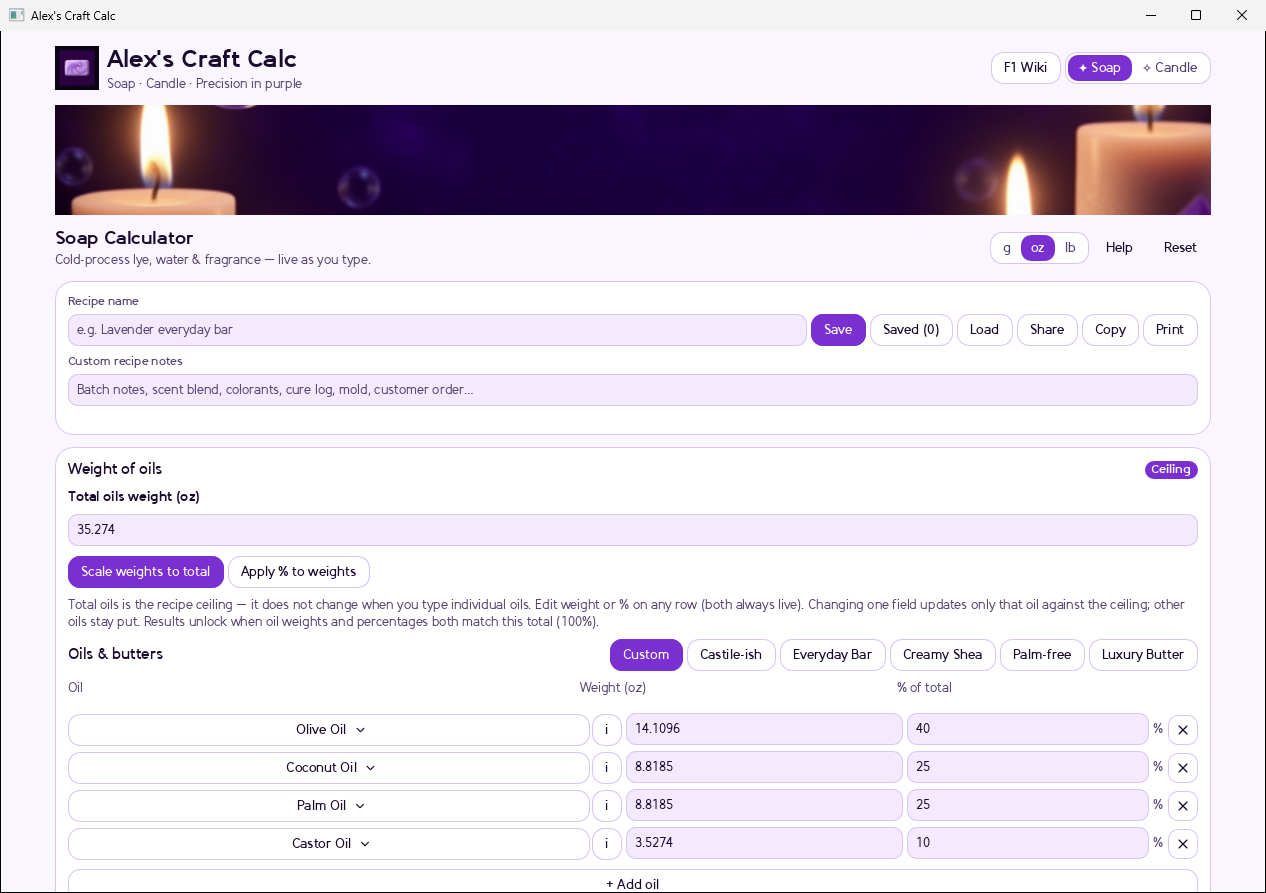 Alex's Craft Calc
Alex's Craft Calc
Soap · Candle · Precision in purple
F1 Wiki
✦ Soap
✧ Candle
Soap Calculator
Cold-process lye, water & fragrance — live as you type.
g oz lb Help Reset
Recipe name
e.g. Lavender everyday bar
Save Saved (0) Load Share Copy Print
Custom recipe notes
Batch notes, scent blend, colorants, cure log, mold, customer order...
Weight of oils
Ceiling
Total oils weight (oz)
35.274
Scale weights to total Apply % to weights
Total oils is the recipe ceiling — it does not change when you type individual oils. Edit weight or % on any row (both always live). Changing one field updates only that oil against the ceiling; other
oils stay put. Results unlock when oil weights and percentages both match this total (100%).
Oils & butters
Custom Castile-ish Everyday Bar Creamy Shea Palm-free Luxury Butter
Oil Weight (oz) % of total
Olive Oil i 14.1096 40 %
Coconut Oil i 8.8185 25 %
Palm Oil i 8.8185 25 %
Castor Oil i 3.5274 10 %
+ Add oil